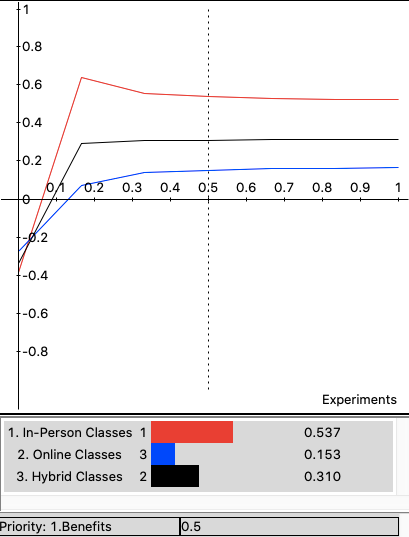 1
0.8
0.6
0.4
0.2
0 0.1 0.2 0.3 0.4 0.5 0.6 0.7 0.8 0.9 1
-0.2
-0.4
-0.6
-0.8
Experiments
1. In-Person Classes 1 0.537
2. Online Classes 3 0.153
3. Hybrid Classes 2 0.310
Priority: 1.Benefits 0.5